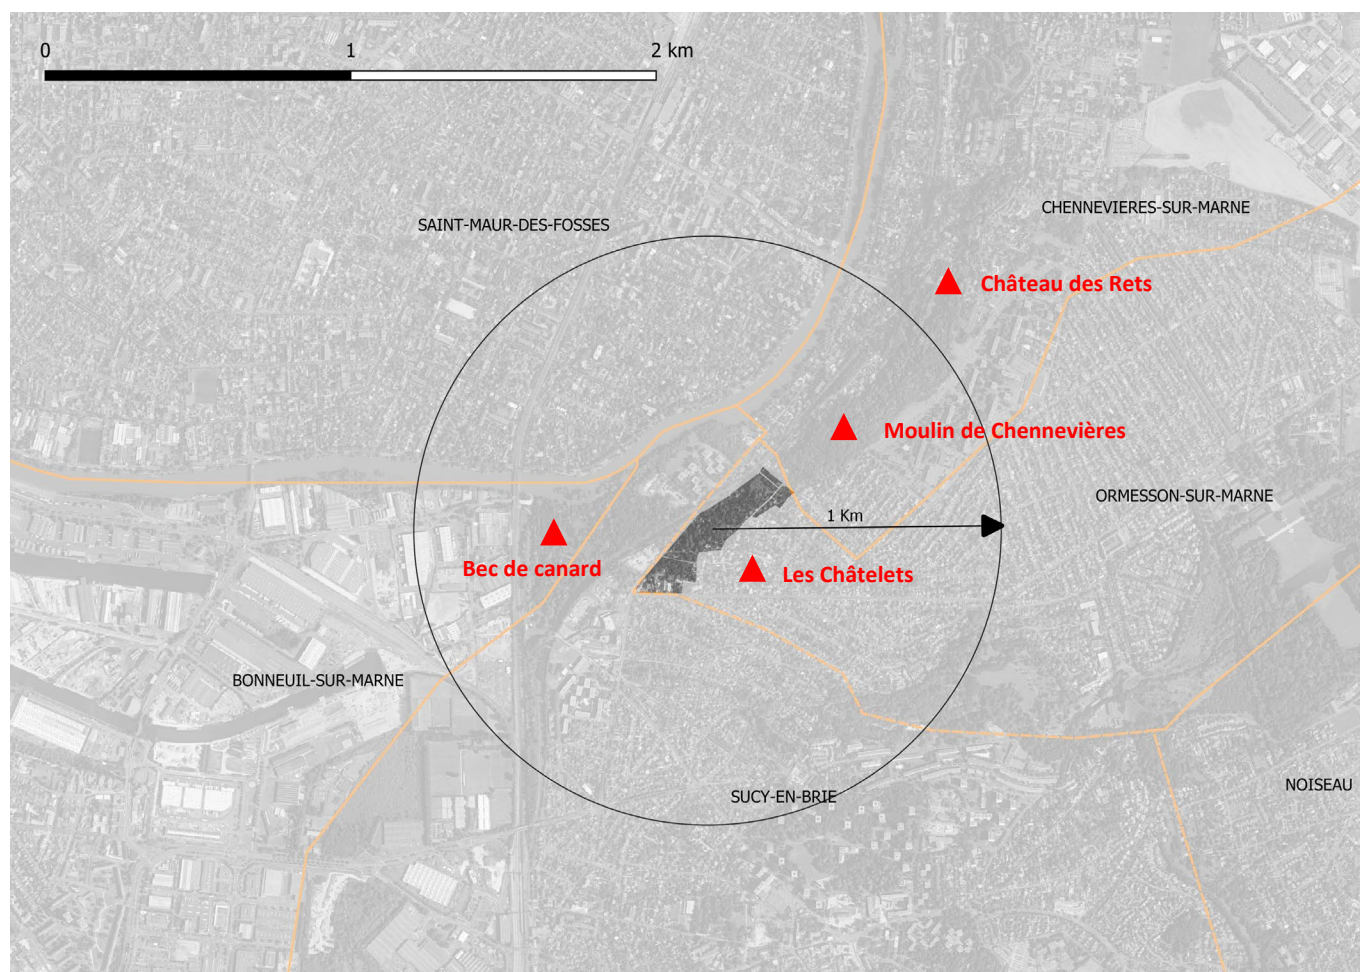 0 1 2 km
CHENNEVIERES-SUR-MARNE
SAINT-MAUR-DES-FOSSES
Château des Rets
Moulin de Chennevières
ORMESSON-SUR-MARNE
1 Km
Bec de canard
Les Châtelets
BONNEUIL-SUR-MARNE
NOISEAU
SUCY-EN-BRIE